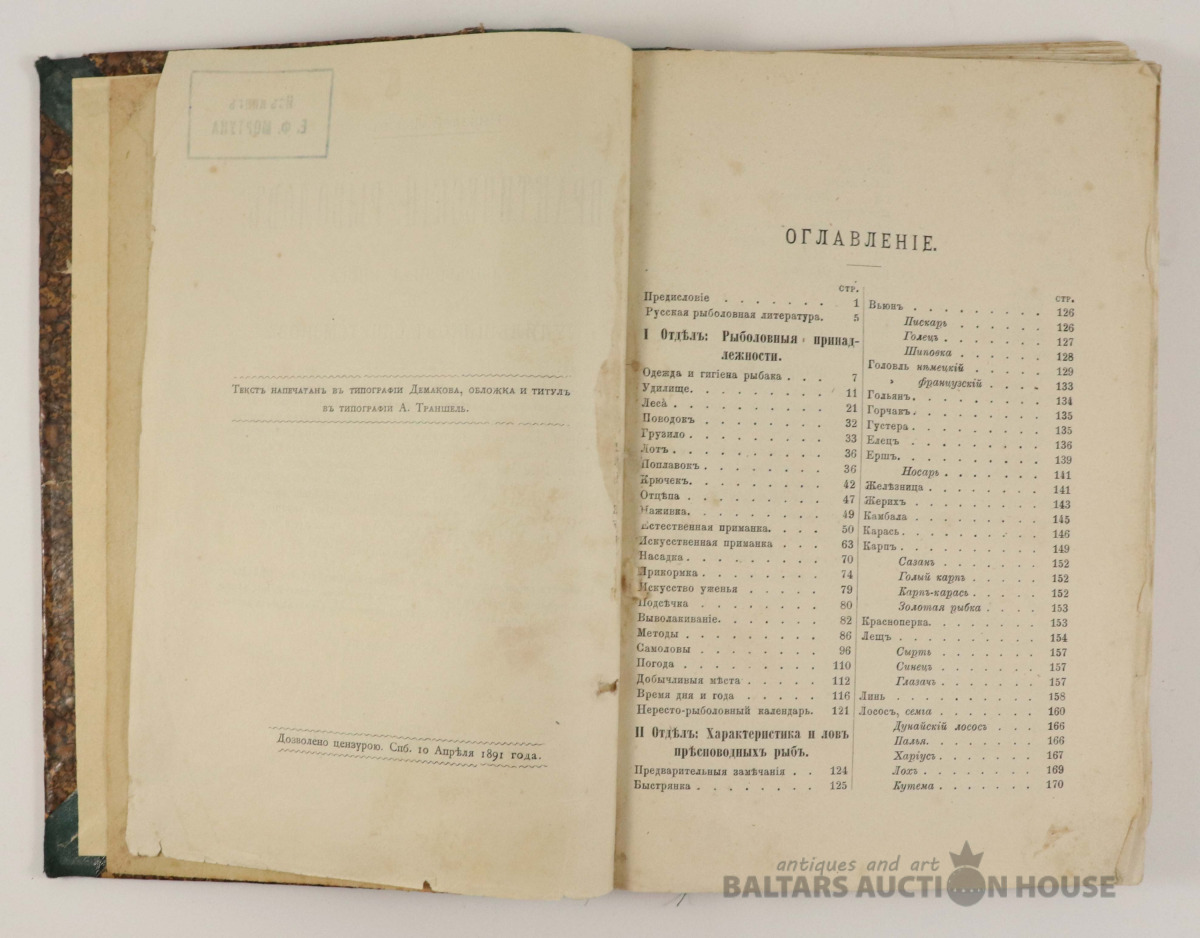 Текстъ напечатанъ въ типографіи Демакова, обложка и титулъ
въ типографіи А. Траншель.
Дозволено цензурою. Спб. 10 Апрѣля 1891 года.
ОГЛАВЛЕНІЕ.
СТР.
Предисловіе . . . . . . . 1
Русская рыболовная литература. 5
I Отдѣлъ: Рыболовныя принад-
лежности.
Одежда и гигіена рыбака . . . 7
Удилище. . . . . . . . . 11
Леса . . . . . . . . . . 21
Поводокъ . . . . . . . . 32
Грузило . . . . . . . . . 33
Лотъ . . . . . . . . . . 36
Поплавокъ . . . . . . . . 36
Крючекъ. . . . . . . . . 42
Отцѣпа . . . . . . . . . 47
Наживка. . . . . . . . . 49
Естественная приманка. . . . 50
Искусственная приманка . . . 63
Насадка . . . . . . . . . 70
Прикормка . . . . . . . . 74
Искусство уженья . . . . . 79
Подсѣчка . . . . . . . . 80
Выволакиваніе. . . . . . . 82
Методы . . . . . . . . . 86
Самоловы . . . . . . . . 96
Погода . . . . . . . . . 110
Добычливыя мѣста . . . . . 112
Время дня и года . . . . . 116
Нересто-рыболовный календарь. 121
II Отдѣлъ: Характеристика и ловъ
прѣсноводныхъ рыбъ.
Предварительныя замѣчанія . . 124
Быстрянка . . . . . . . . 125
СТР.
Вьюнъ . . . . . . . . . 126
Пискарь . . . . . . 126
Голецъ . . . . . . . 127
Шиповка . . . . . . 128
Головль нѣмецкій . . . . . 129
» французскій . . . . 133
Гольянъ. . . . . . . . . 134
Горчакъ. . . . . . . . . 135
Густера . . . . . . . . . 135
Елецъ . . . . . . . . . 136
Ершъ. . . . . . . . . . 139
Носарь . . . . . . . 141
Желѣзница . . . . . . . . 141
Жерихъ . . . . . . . . . 143
Камбала . . . . . . . . . 145
Карась . . . . . . . . . 146
Карпъ . . . . . . . . . . 149
Сазанъ . . . . . . . 152
Голый карпъ . . . . . 152
Карпъ-карась . . . . . 152
Золотая рыбка . . . . 153
Красноперка. . . . . . . . 153
Лещъ . . . . . . . . . . 154
Сырть . . . . . . . 157
Синецъ . . . . . . . 157
Глазачъ . . . . . . . 157
Линь . . . . . . . . . . 158
Лосось, семга . . . . . . . 160
Дунайскій лосось . . . 166
Палья. . . . . . . . 166
Харіусъ . . . . . . . 167
Лохъ . . . . . . . . 169
Кутема . . . . . . . 170
antiques and art
BALTARS AUCTION HOUSE